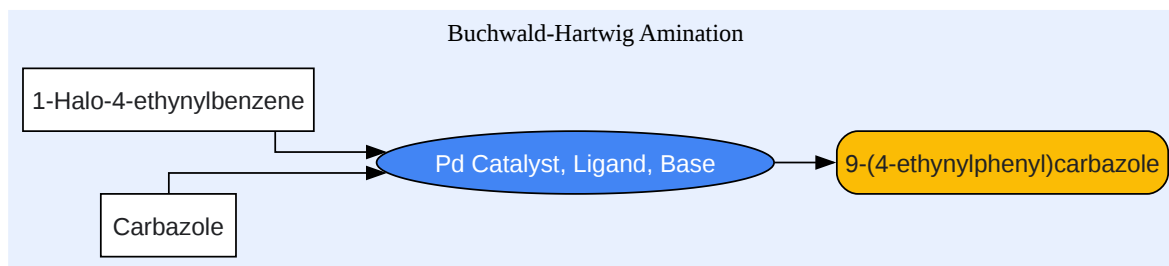 Buchwald-Hartwig Amination
1-Halo-4-ethynylbenzene
Pd Catalyst, Ligand, Base
9-(4-ethynylphenyl)carbazole
Carbazole